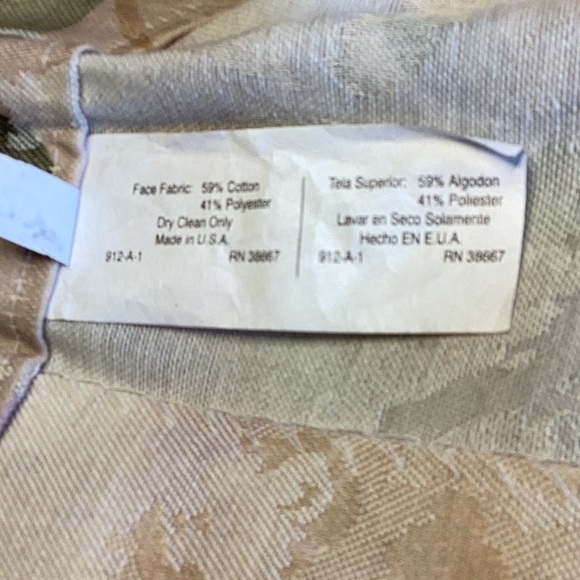 Face Fabric: 59% Cotton
41% Polyester
Dry Clean Only
Made in U.S.A.
912-A-1 RN 38667
Tela Superior: 59% Algodon
41% Poliester
Lavar en Seco Solamente
Hecho EN E.U.A.
912-A-1 RN 38667